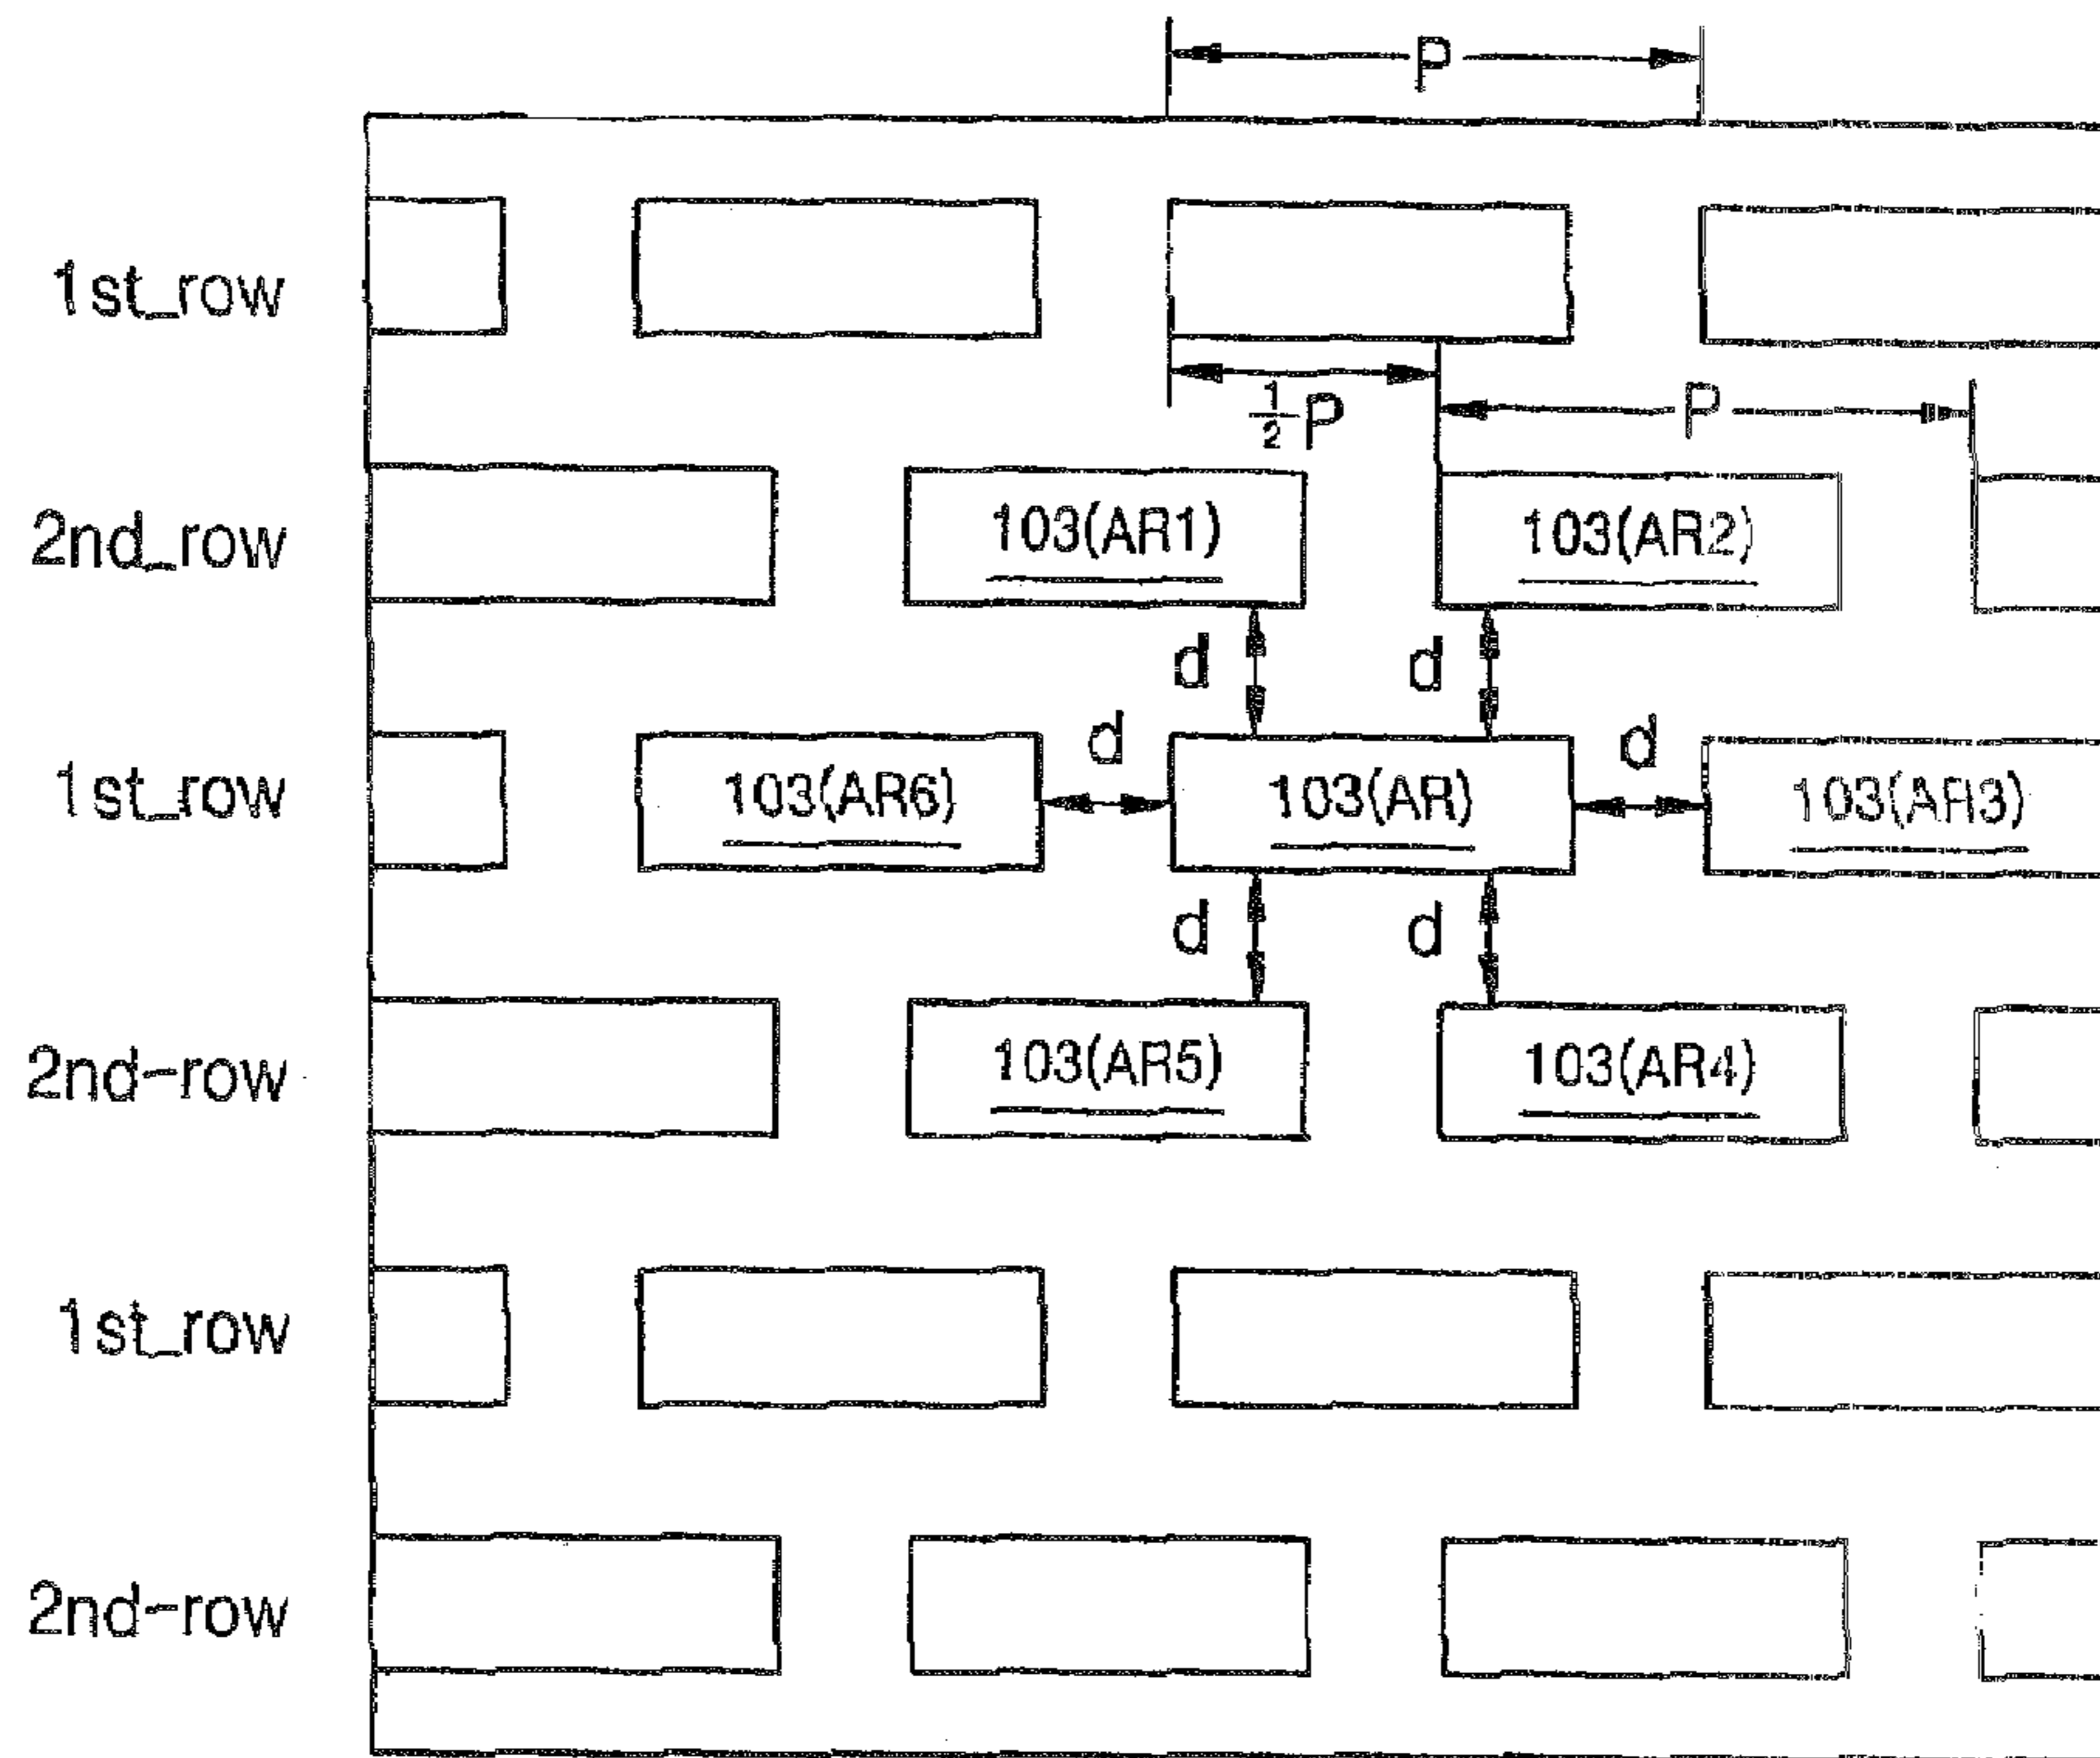 P
1st_row
1/2 P
P
2nd_row
103(AR1)
103(AR2)
d
d
d
d
1st_row
103(AR6)
103(AR)
103(AR3)
d
d
2nd-row
103(AR5)
103(AR4)
1st_row
2nd-row